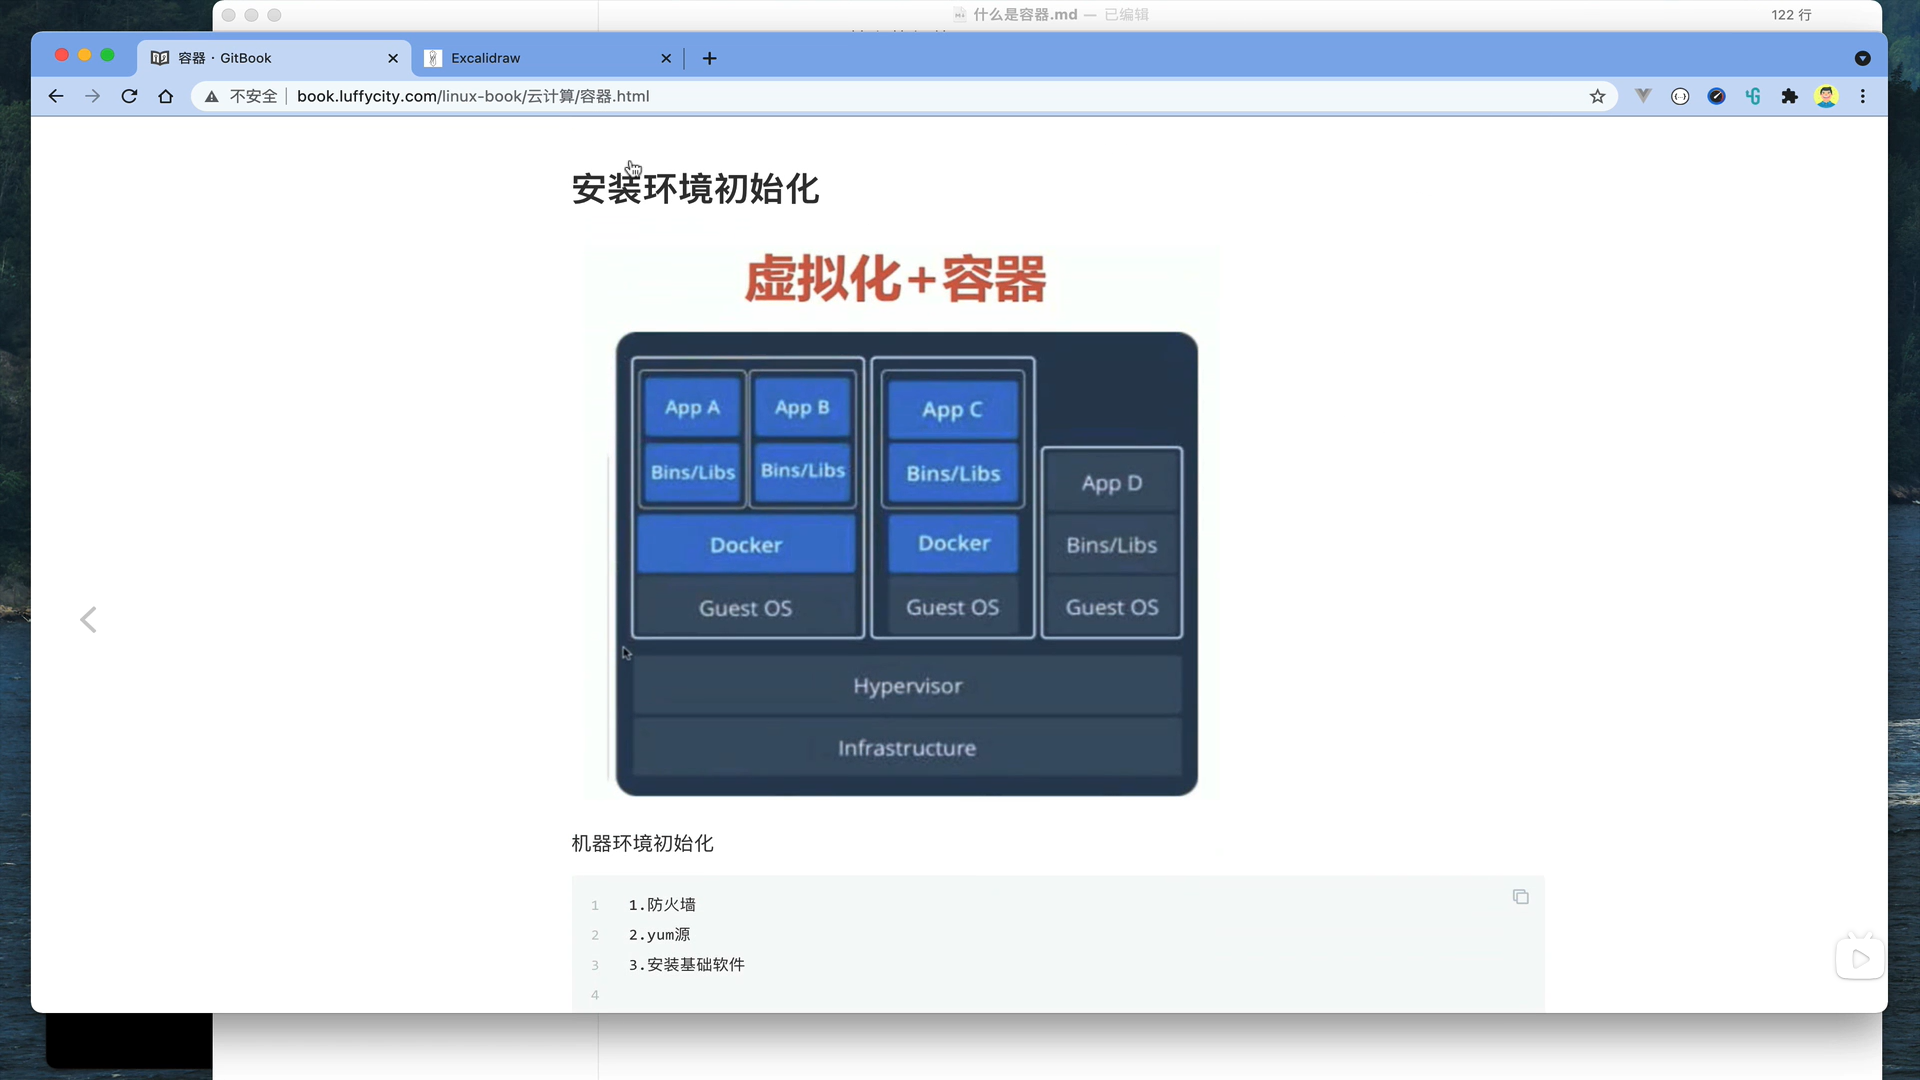 什么是容器.md — 已编辑
122 行
容器 · GitBook
Excalidraw
不安全
book.luffycity.com/linux-book/云计算/容器.html
安装环境初始化
虚拟化+容器
App A
App B
App C
Bins/Libs
Bins/Libs
Bins/Libs
App D
Docker
Docker
Bins/Libs
Guest OS
Guest OS
Guest OS
Hypervisor
Infrastructure
机器环境初始化
1 1.防火墙
2 2.yum源
3 3.安装基础软件
4